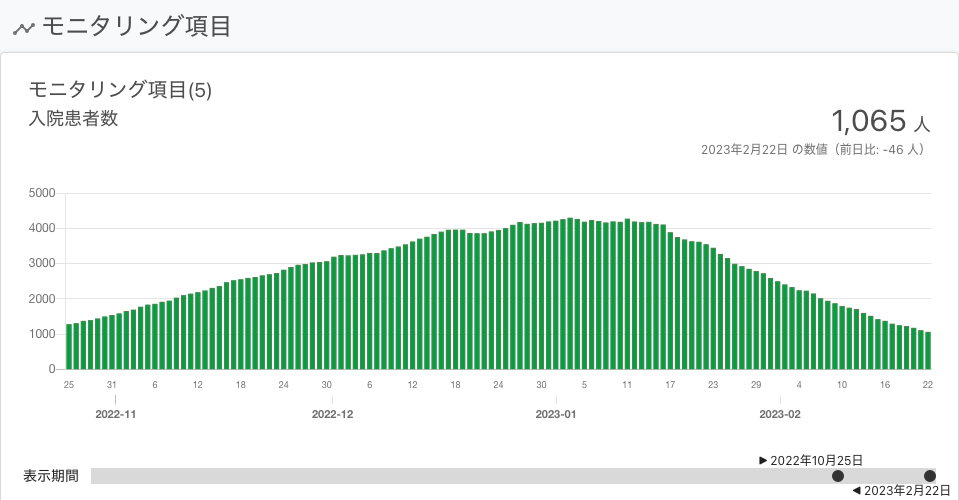 モニタリング項目
モニタリング項目(5)
入院患者数
1,065 人
2023年2月22日 の数値（前日比: -46 人）
5000
4000
3000
2000
1000
0
25 31 6 12 18 24 30 6 12 18 24 30 5 11 17 23 29 4 10 16 22
2022-11 2022-12 2023-01 2023-02
▶ 2022年10月25日
表示期間
◀ 2023年2月22日